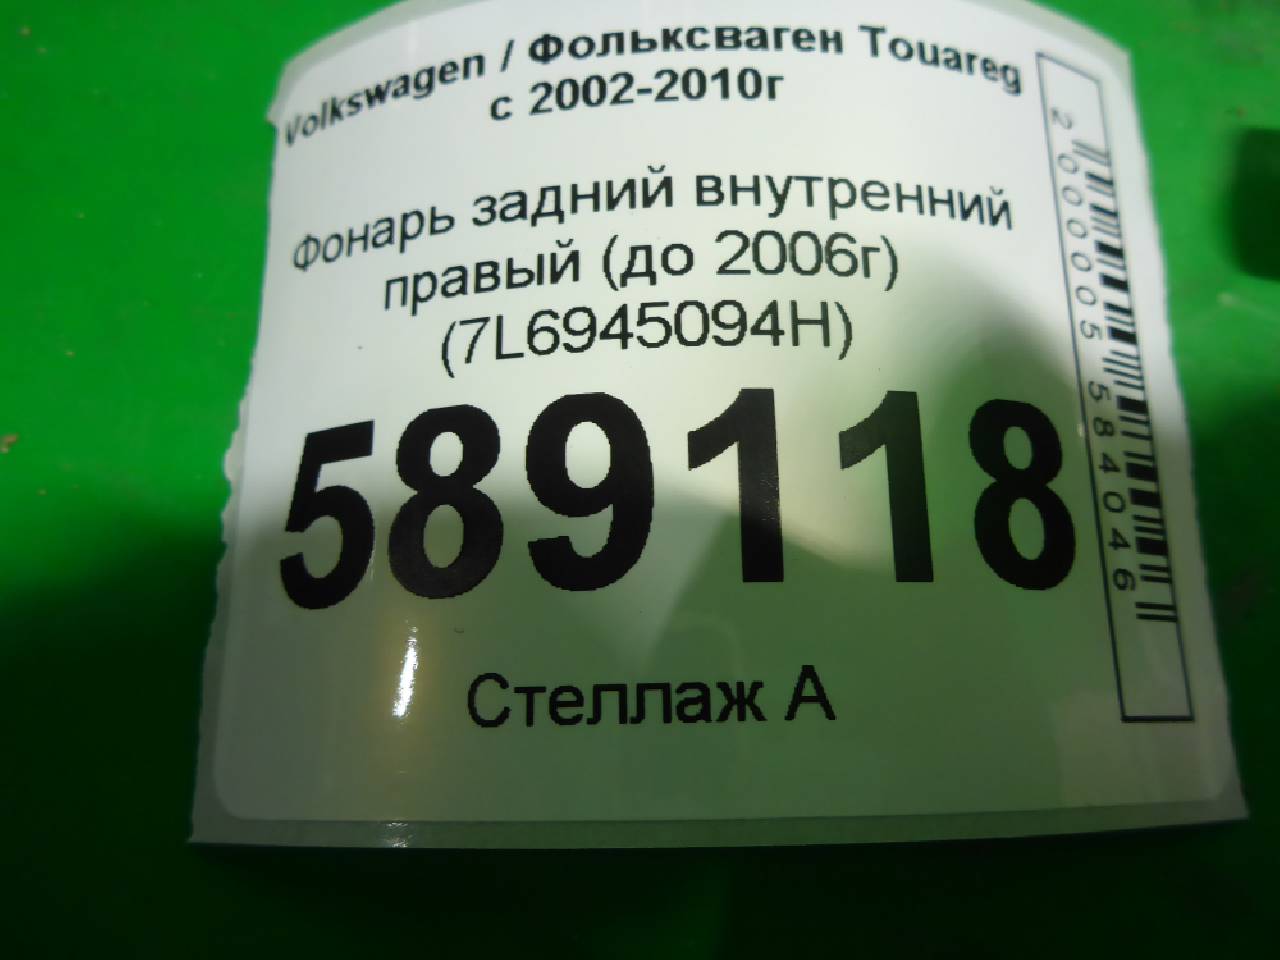 Volkswagen / Фольксваген Touareg
с 2002-2010г
Фонарь задний внутренний
правый (до 2006г)
(7L6945094H)
589118
Стеллаж А
2000005584046